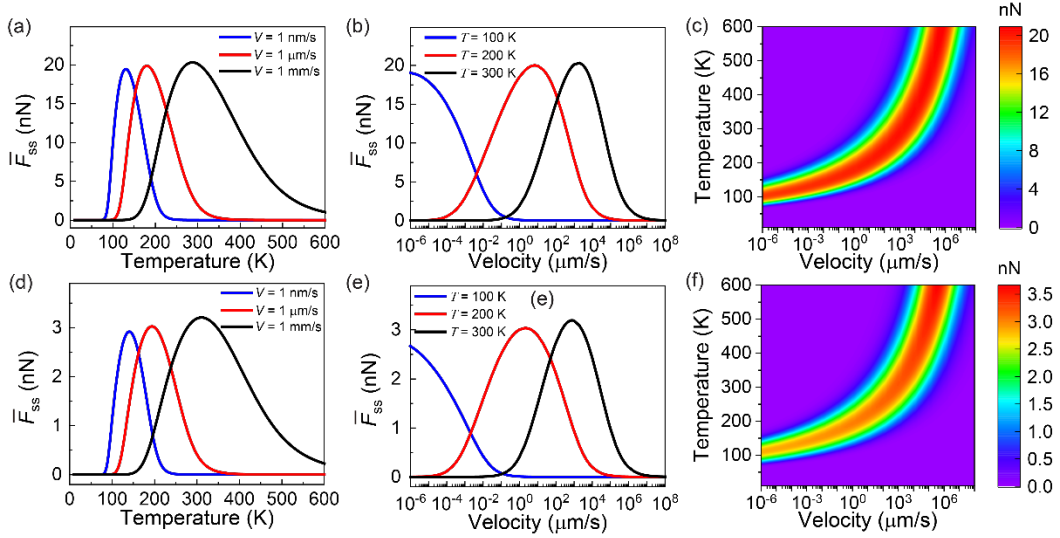 (a)
V = 1 nm/s
V = 1 μm/s
V = 1 mm/s
F̅ss (nN)
20
15
10
5
0
0 100 200 300 400 500 600
Temperature (K)
(b)
T = 100 K
T = 200 K
T = 300 K
F̅ss (nN)
20
15
10
5
0
10⁻⁶ 10⁻⁴ 10⁻² 10⁰ 10² 10⁴ 10⁶ 10⁸
Velocity (μm/s)
(c)
Temperature (K)
600
500
400
300
200
100
10⁻⁶ 10⁻³ 10⁰ 10³ 10⁶
Velocity (μm/s)
nN
20
16
12
8
4
0
(d)
V = 1 nm/s
V = 1 μm/s
V = 1 mm/s
F̅ss (nN)
3
2
1
0
0 100 200 300 400 500 600
Temperature (K)
(e)
T = 100 K
T = 200 K
T = 300 K
(e)
F̅ss (nN)
3
2
1
0
10⁻⁶ 10⁻⁴ 10⁻² 10⁰ 10² 10⁴ 10⁶ 10⁸
Velocity (μm/s)
(f)
Temperature (K)
600
500
400
300
200
100
10⁻⁶ 10⁻³ 10⁰ 10³ 10⁶
Velocity (μm/s)
nN
3.5
3.0
2.5
2.0
1.5
1.0
0.5
0.0